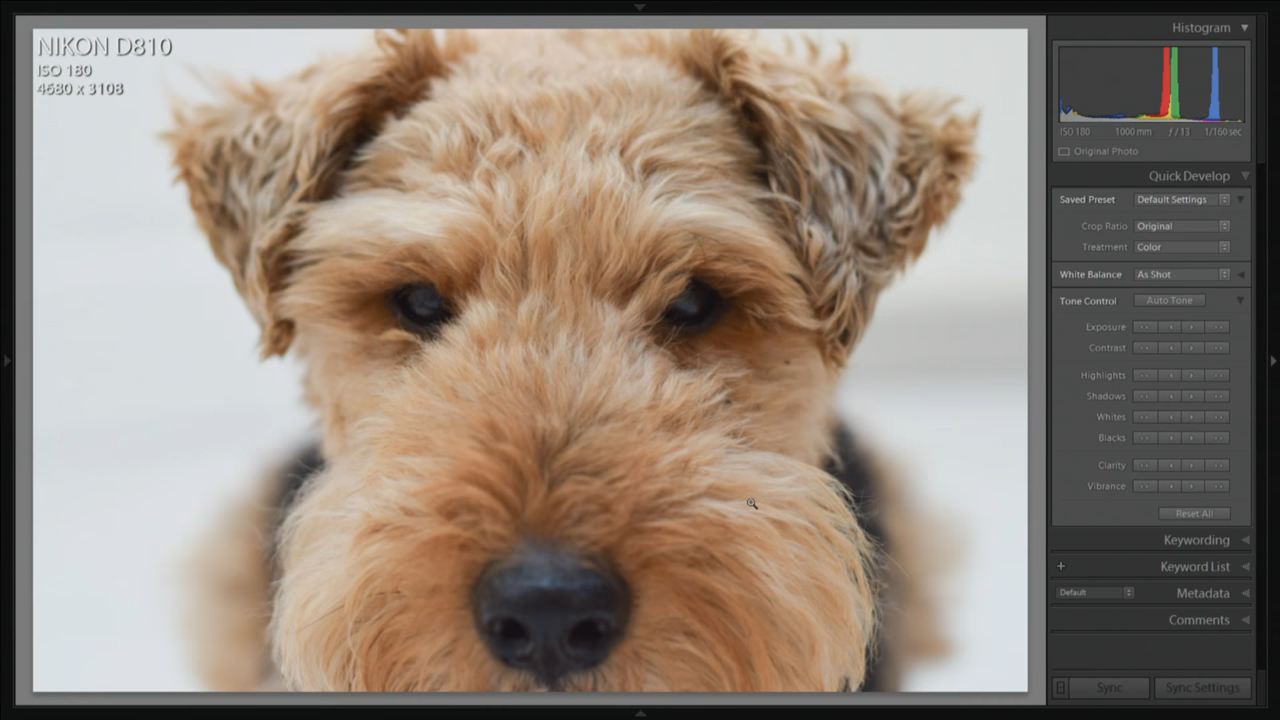 NIKON D810
ISO 180
4680 x 3108
Histogram
ISO 180 1000 mm ƒ / 13 1/160 sec
Original Photo
Quick Develop
Saved Preset Default Settings
Crop Ratio Original
Treatment Color
White Balance As Shot
Tone Control Auto Tone
Exposure
Contrast
Highlights
Shadows
Whites
Blacks
Clarity
Vibrance
Reset All
Keywording
+ Keyword List
Default Metadata
Comments
Sync Sync Settings